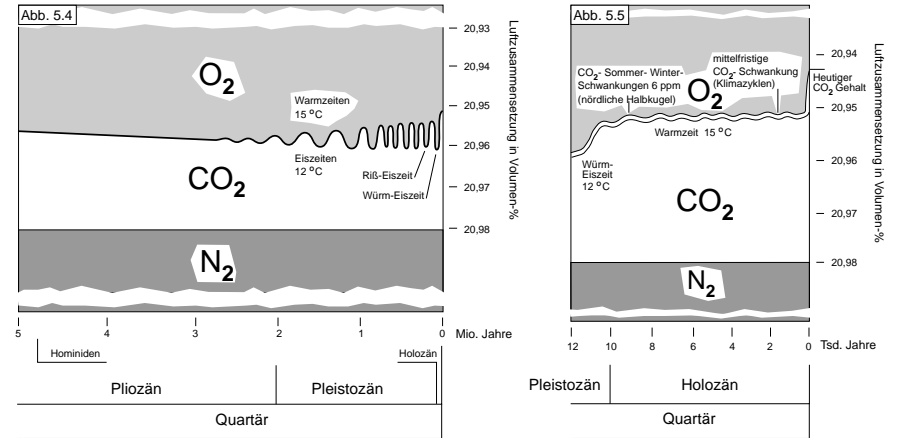 Abb. 5.4
O2
Warmzeiten
15 °C
Eiszeiten
12 °C
Riß-Eiszeit
Würm-Eiszeit
CO2
N2
20,93
20,94
20,95
20,96
20,97
20,98
Luftzusammensetzung in Volumen-%
5
4
3
2
1
0
Mio. Jahre
Hominiden
Holozän
Pliozän
Pleistozän
Quartär
Abb. 5.5
CO2- Sommer- Winter-
Schwankungen 6 ppm
(nördliche Halbkugel)
O2
mittelfristige
CO2- Schwankung
(Klimazyklen)
Heutiger
CO2 Gehalt
Warmzeit 15 °C
Würm-
Eiszeit
12 °C
CO2
N2
20,94
20,95
20,96
20,97
20,98
Luftzusammensetzung in Volumen-%
12
10
8
6
4
2
0
Tsd. Jahre
Pleistozän
Holozän
Quartär